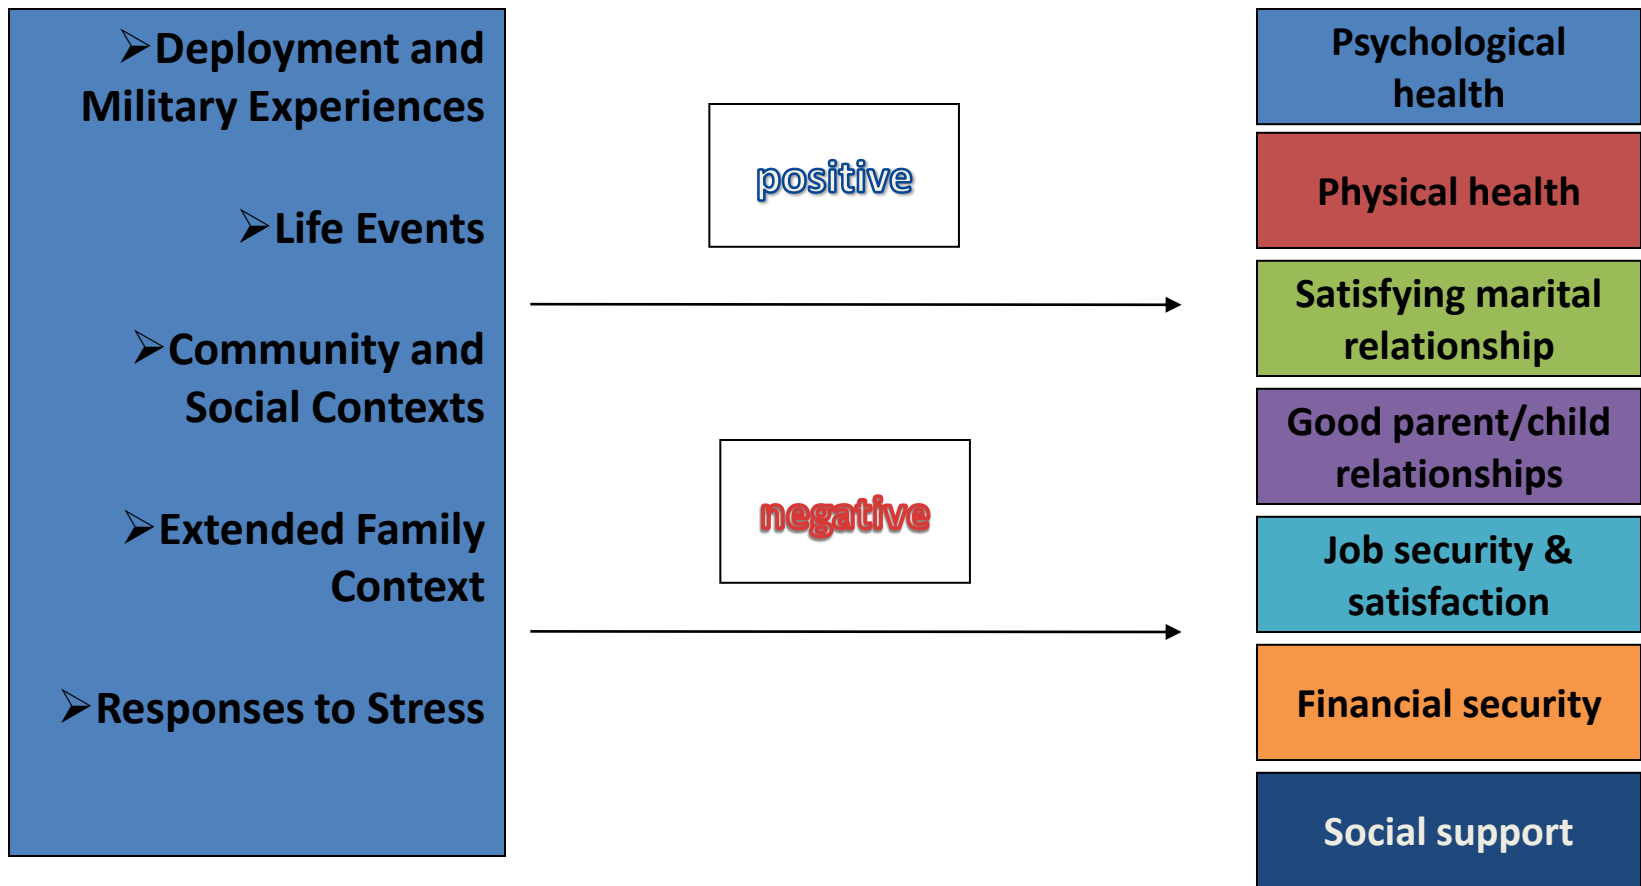 ➢Deployment and
Military Experiences
➢Life Events
➢Community and
Social Contexts
➢Extended Family
Context
➢Responses to Stress
positive
negative
Psychological
health
Physical health
Satisfying marital
relationship
Good parent/child
relationships
Job security &
satisfaction
Financial security
Social support